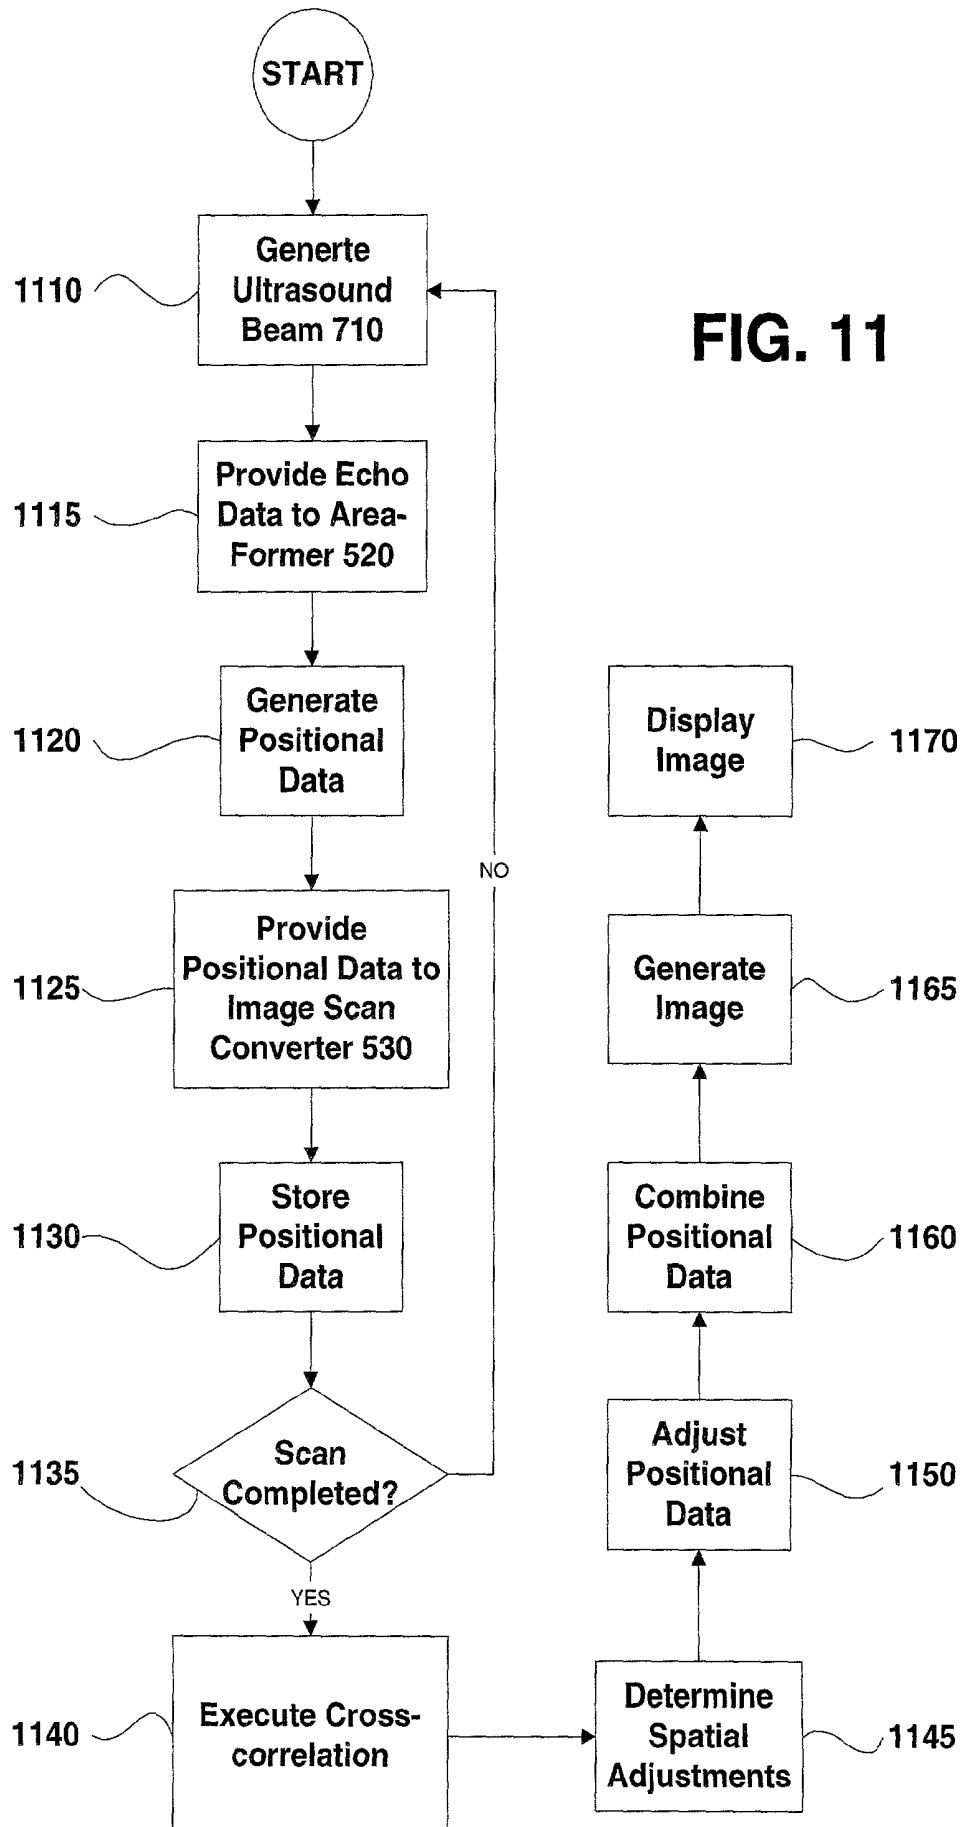 START
1110
Generte
Ultrasound
Beam 710
FIG. 11
1115
Provide Echo
Data to Area-
Former 520
1120
Generate
Positional
Data
1125
Provide
Positional Data to
Image Scan
Converter 530
1130
Store
Positional
Data
1135
Scan
Completed?
NO
YES
1140
Execute Cross-
correlation
Determine
Spatial
Adjustments
1145
Adjust
Positional
Data
1150
Combine
Positional
Data
1160
Generate
Image
1165
Display
Image
1170